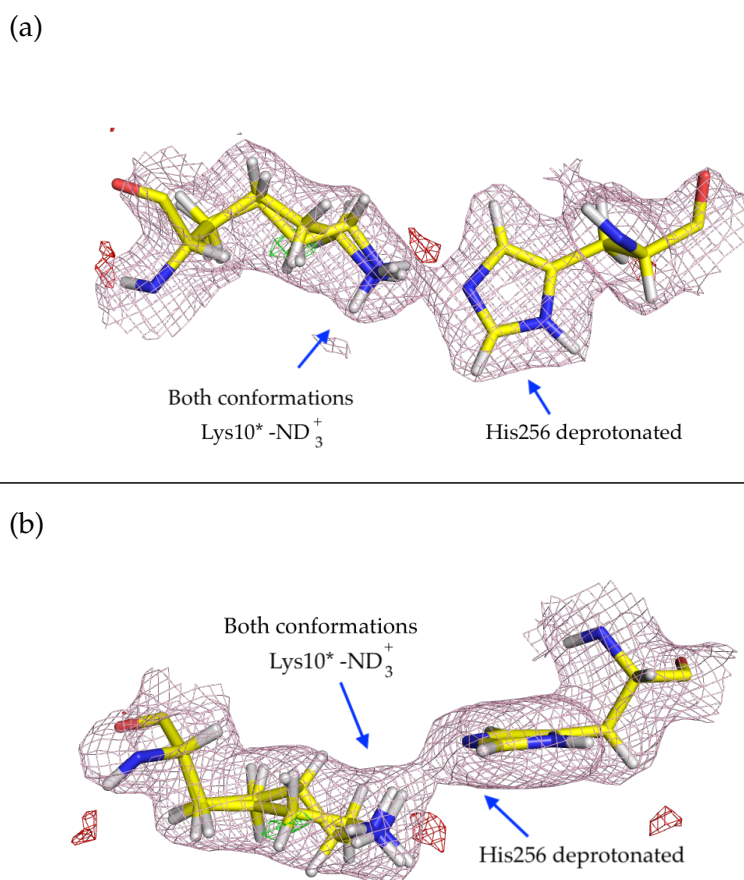 (a)
Both conformations
Lys10* -ND₃⁺
His256 deprotonated
(b)
Both conformations
Lys10* -ND₃⁺
His256 deprotonated